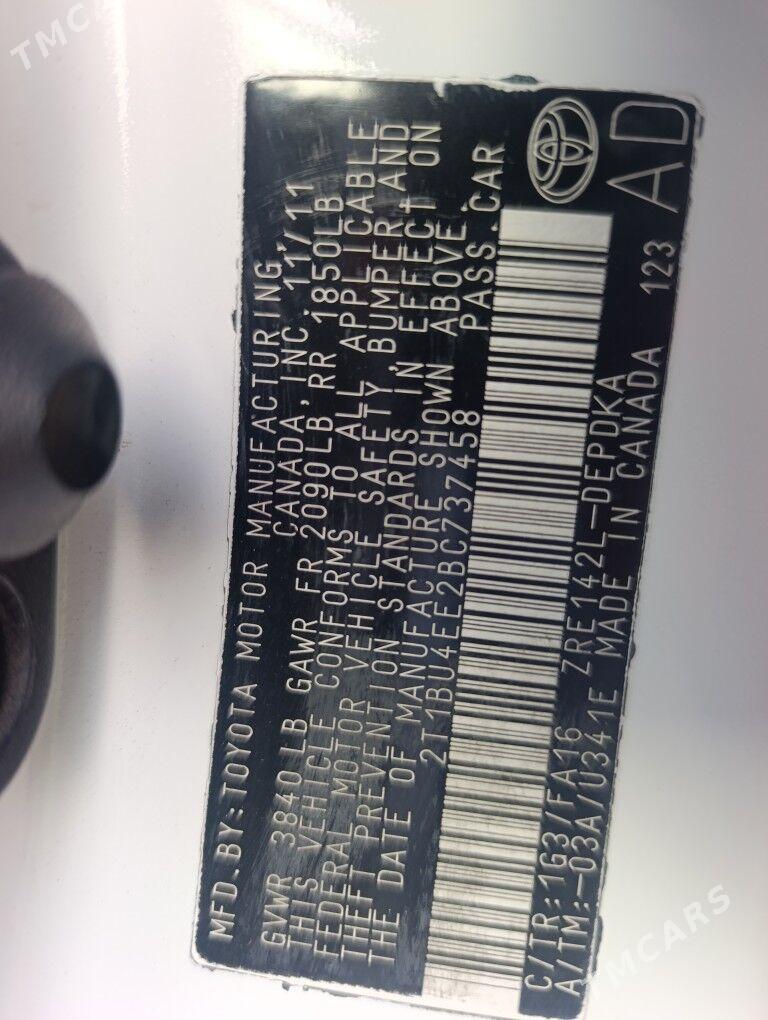 MFD.BY:TOYOTA MOTOR MANUFACTURING,
CANADA, INC. 11/11
GVWR 3840LB GAWR FR 2090LB, RR 1850LB
THIS VEHICLE CONFORMS TO ALL APPLICABLE
FEDERAL MOTOR VEHICLE SAFETY, BUMPER, AND
THEFT PREVENTION STANDARDS IN EFFECT ON
THE DATE OF MANUFACTURE SHOWN ABOVE.
2T1BU4EE2BC737458 PASS.CAR
C/TR:1G3/FA16 ZRE142L-DEPDKA
A/TM:-03A/U341E MADE IN CANADA 123
AD
TMCARS
TMCARS